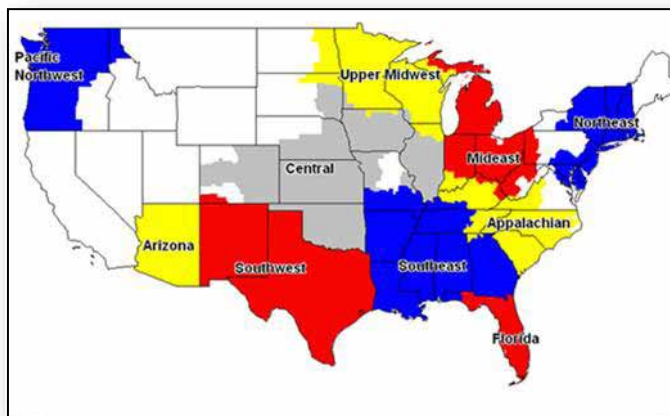 Pacific
Northwest
Upper Midwest
Northeast
Mideast
Central
Appalachian
Arizona
Southwest
Southeast
Florida